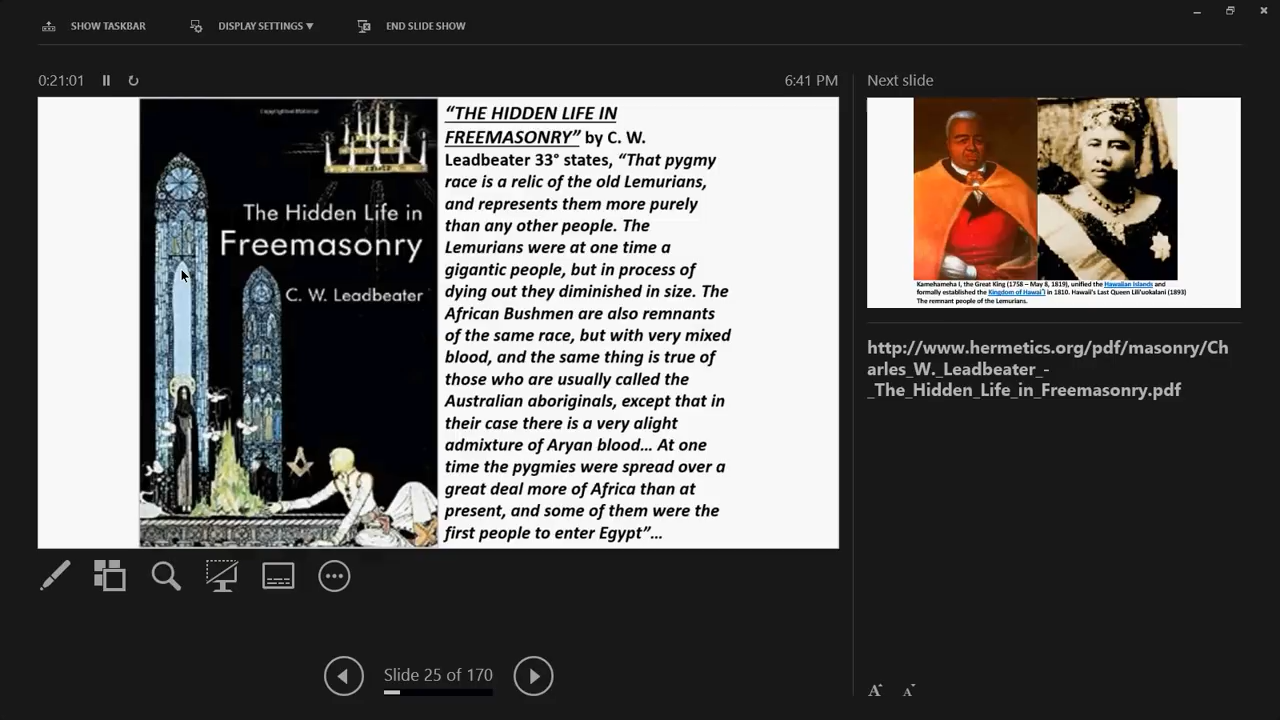 SHOW TASKBAR
DISPLAY SETTINGS ▼
END SLIDE SHOW
0:21:01
6:41 PM
Next slide
The Hidden Life in
Freemasonry
C. W. Leadbeater
“THE HIDDEN LIFE IN
FREEMASONRY” by C. W.
Leadbeater 33° states, “That pygmy
race is a relic of the old Lemurians,
and represents them more purely
than any other people. The
Lemurians were at one time a
gigantic people, but in process of
dying out they diminished in size. The
African Bushmen are also remnants
of the same race, but with very mixed
blood, and the same thing is true of
those who are usually called the
Australian aboriginals, except that in
their case there is a very alight
admixture of Aryan blood... At one
time the pygmies were spread over a
great deal more of Africa than at
present, and some of them were the
first people to enter Egypt”...
Kamehameha I, the Great King (1758 – May 8, 1819), unified the Hawaiian Islands and
formally established the Kingdom of Hawaiʻi in 1810. Hawaii's Last Queen Lili'uokalani (1893)
The remnant people of the Lemurians.
http://www.hermetics.org/pdf/masonry/Ch
arles_W._Leadbeater_-
_The_Hidden_Life_in_Freemasonry.pdf
Slide 25 of 170
A A